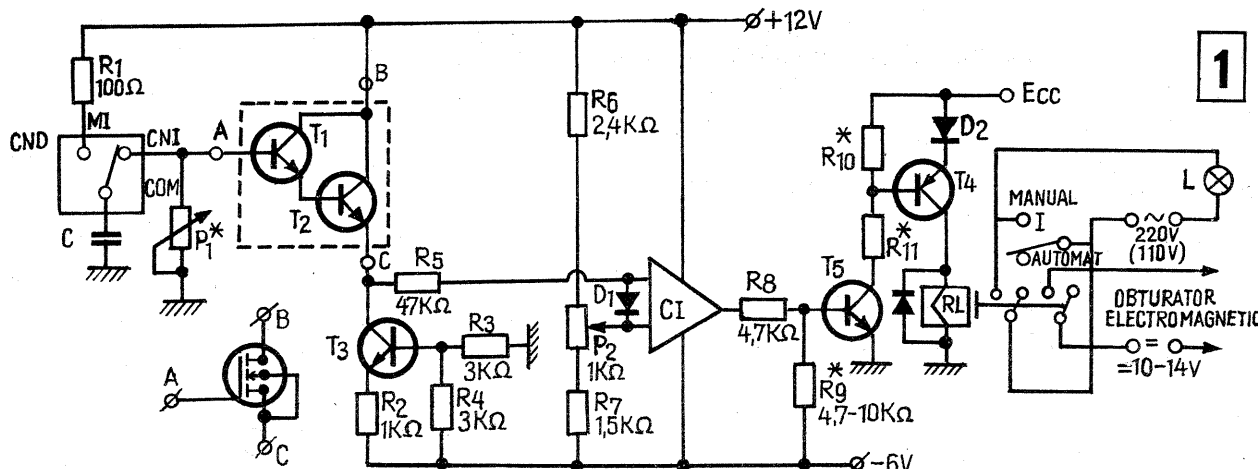 +12V
1
R1
100Ω
MI
CND
CNI
COM
C
P1*
A
B
T1
T2
C
R5
47KΩ
T3
R3
3KΩ
R4
3KΩ
R2
1KΩ
A
B
C
R6
2,4KΩ
D1
P2
1KΩ
R7
1,5KΩ
CI
R8
4,7KΩ
*
R9
4,7-10KΩ
-6V
T5
*
R10
*
R11
Ecc
D2
T4
RL
MANUAL
I
AUTOMAT
L
~
220V
(110V)
OBTURATOR
ELECTROMAGNETIC
=
=10-14V